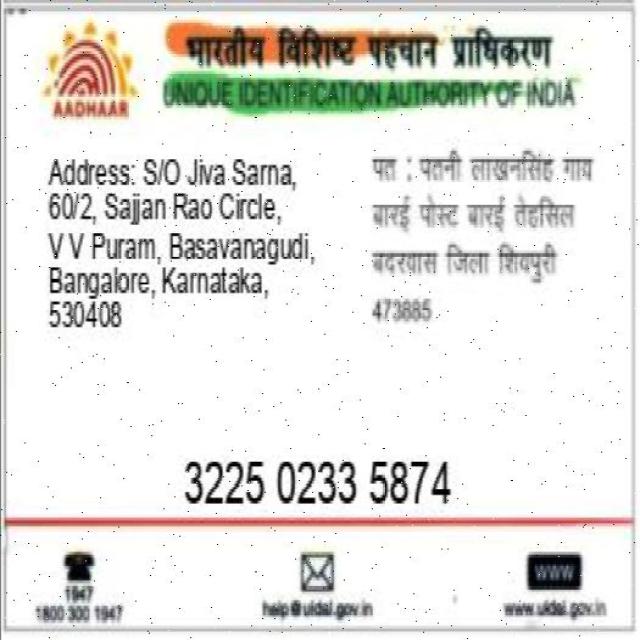 भारतीय विशिष्ट पहचान प्राधिकरण
UNIQUE IDENTIFICATION AUTHORITY OF INDIA
AADHAAR
Address: S/O Jiva Sarna,
60/2, Sajjan Rao Circle,
V V Puram, Basavanagudi,
Bangalore, Karnataka,
530408
पत : पतनी लाखनसिंह गाव
बारई पोस्ट बारई तेहसिल
बदरवास जिला शिवपुरी
473885
3225 0233 5874
1947
1800 300 1947
help@uidai.gov.in
www
www.uidai.gov.in